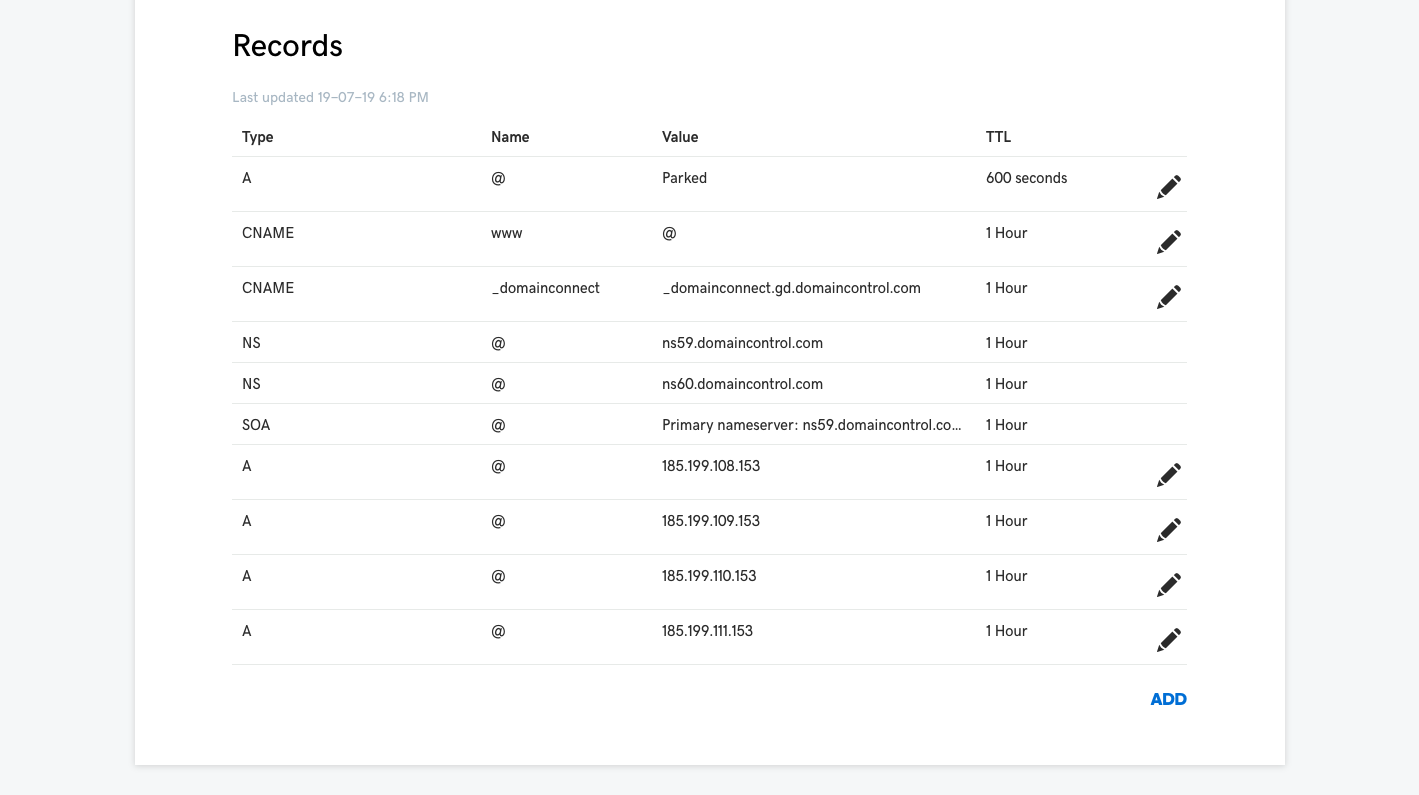 Records
Last updated 19-07-19 6:18 PM
Type Name Value TTL
A @ Parked 600 seconds
CNAME www @ 1 Hour
CNAME _domainconnect _domainconnect.gd.domaincontrol.com 1 Hour
NS @ ns59.domaincontrol.com 1 Hour
NS @ ns60.domaincontrol.com 1 Hour
SOA @ Primary nameserver: ns59.domaincontrol.co... 1 Hour
A @ 185.199.108.153 1 Hour
A @ 185.199.109.153 1 Hour
A @ 185.199.110.153 1 Hour
A @ 185.199.111.153 1 Hour
ADD